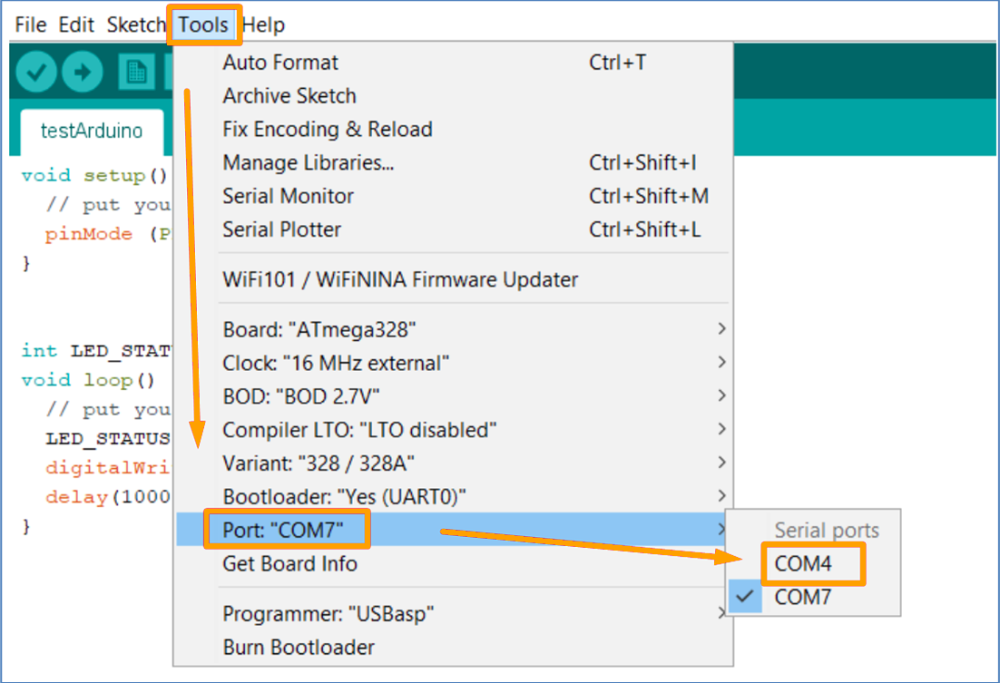 File Edit Sketch Tools Help
Auto Format Ctrl+T
Archive Sketch
Fix Encoding & Reload
Manage Libraries... Ctrl+Shift+I
Serial Monitor Ctrl+Shift+M
Serial Plotter Ctrl+Shift+L
WiFi101 / WiFiNINA Firmware Updater
Board: "ATmega328"
Clock: "16 MHz external"
BOD: "BOD 2.7V"
Compiler LTO: "LTO disabled"
Variant: "328 / 328A"
Bootloader: "Yes (UART0)"
Port: "COM7"
Get Board Info
Programmer: "USBasp"
Burn Bootloader
Serial ports
COM4
COM7
testArduino
void setup()
// put you
pinMode (P
}
int LED_STAT
void loop()
// put you
LED_STATUS
digitalWri
delay(1000
}